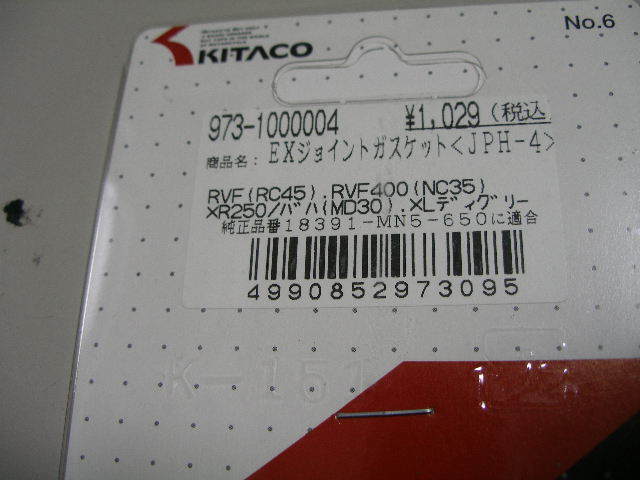 KITACO
No.6
973-1000004 ¥1,029(税込
商品名: EXジョイントガスケット<JPH-4>
RVF(RC45).RVF400(NC35)
XR250/バハ(MD30).XLディグリー
純正品番18391-MN5-650に適合
4990852973095
K-151